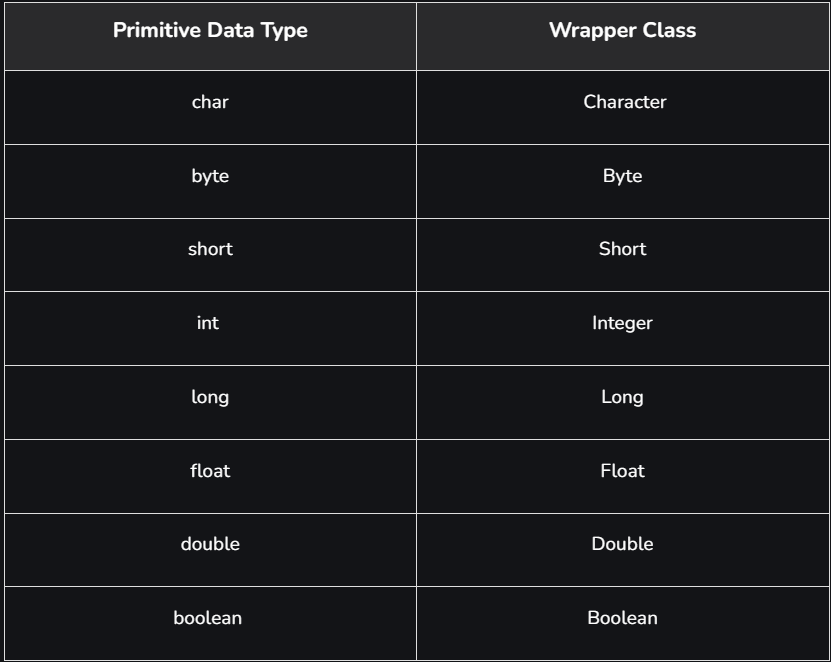 Primitive Data Type Wrapper Class
char Character
byte Byte
short Short
int Integer
long Long
float Float
double Double
boolean Boolean